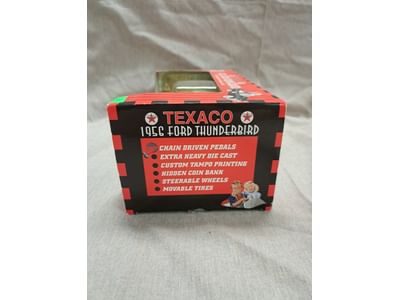 TEXACO
1956 FORD THUNDERBIRD
CHAIN DRIVEN PEDALS
EXTRA HEAVY DIE CAST
CUSTOM TAMPO PRINTING
HIDDEN COIN BANK
STEERABLE WHEELS
MOVABLE TIRES